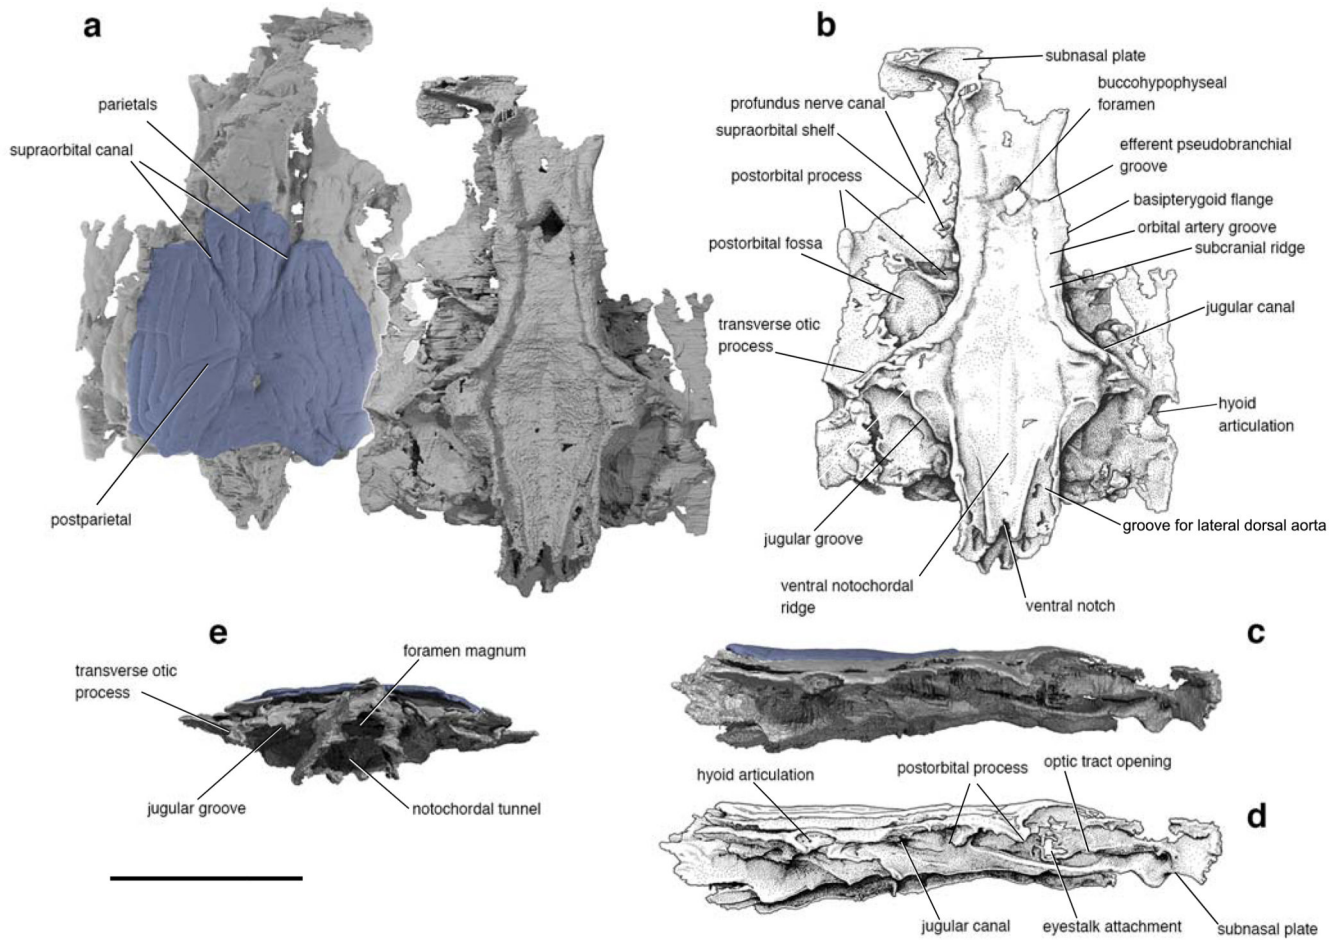 a
parietals
supraorbital canal
postparietal
b
subnasal plate
buccohypophyseal
foramen
profundus nerve canal
supraorbital shelf
efferent pseudobranchial
groove
postorbital process
basipterygoid flange
orbital artery groove
postorbital fossa
subcranial ridge
jugular canal
transverse otic
process
hyoid
articulation
groove for lateral dorsal aorta
jugular groove
ventral notochordal
ridge
ventral notch
e
foramen magnum
transverse otic
process
jugular groove
notochordal tunnel
c
hyoid articulation
postorbital process
optic tract opening
d
jugular canal
eyestalk attachment
subnasal plate